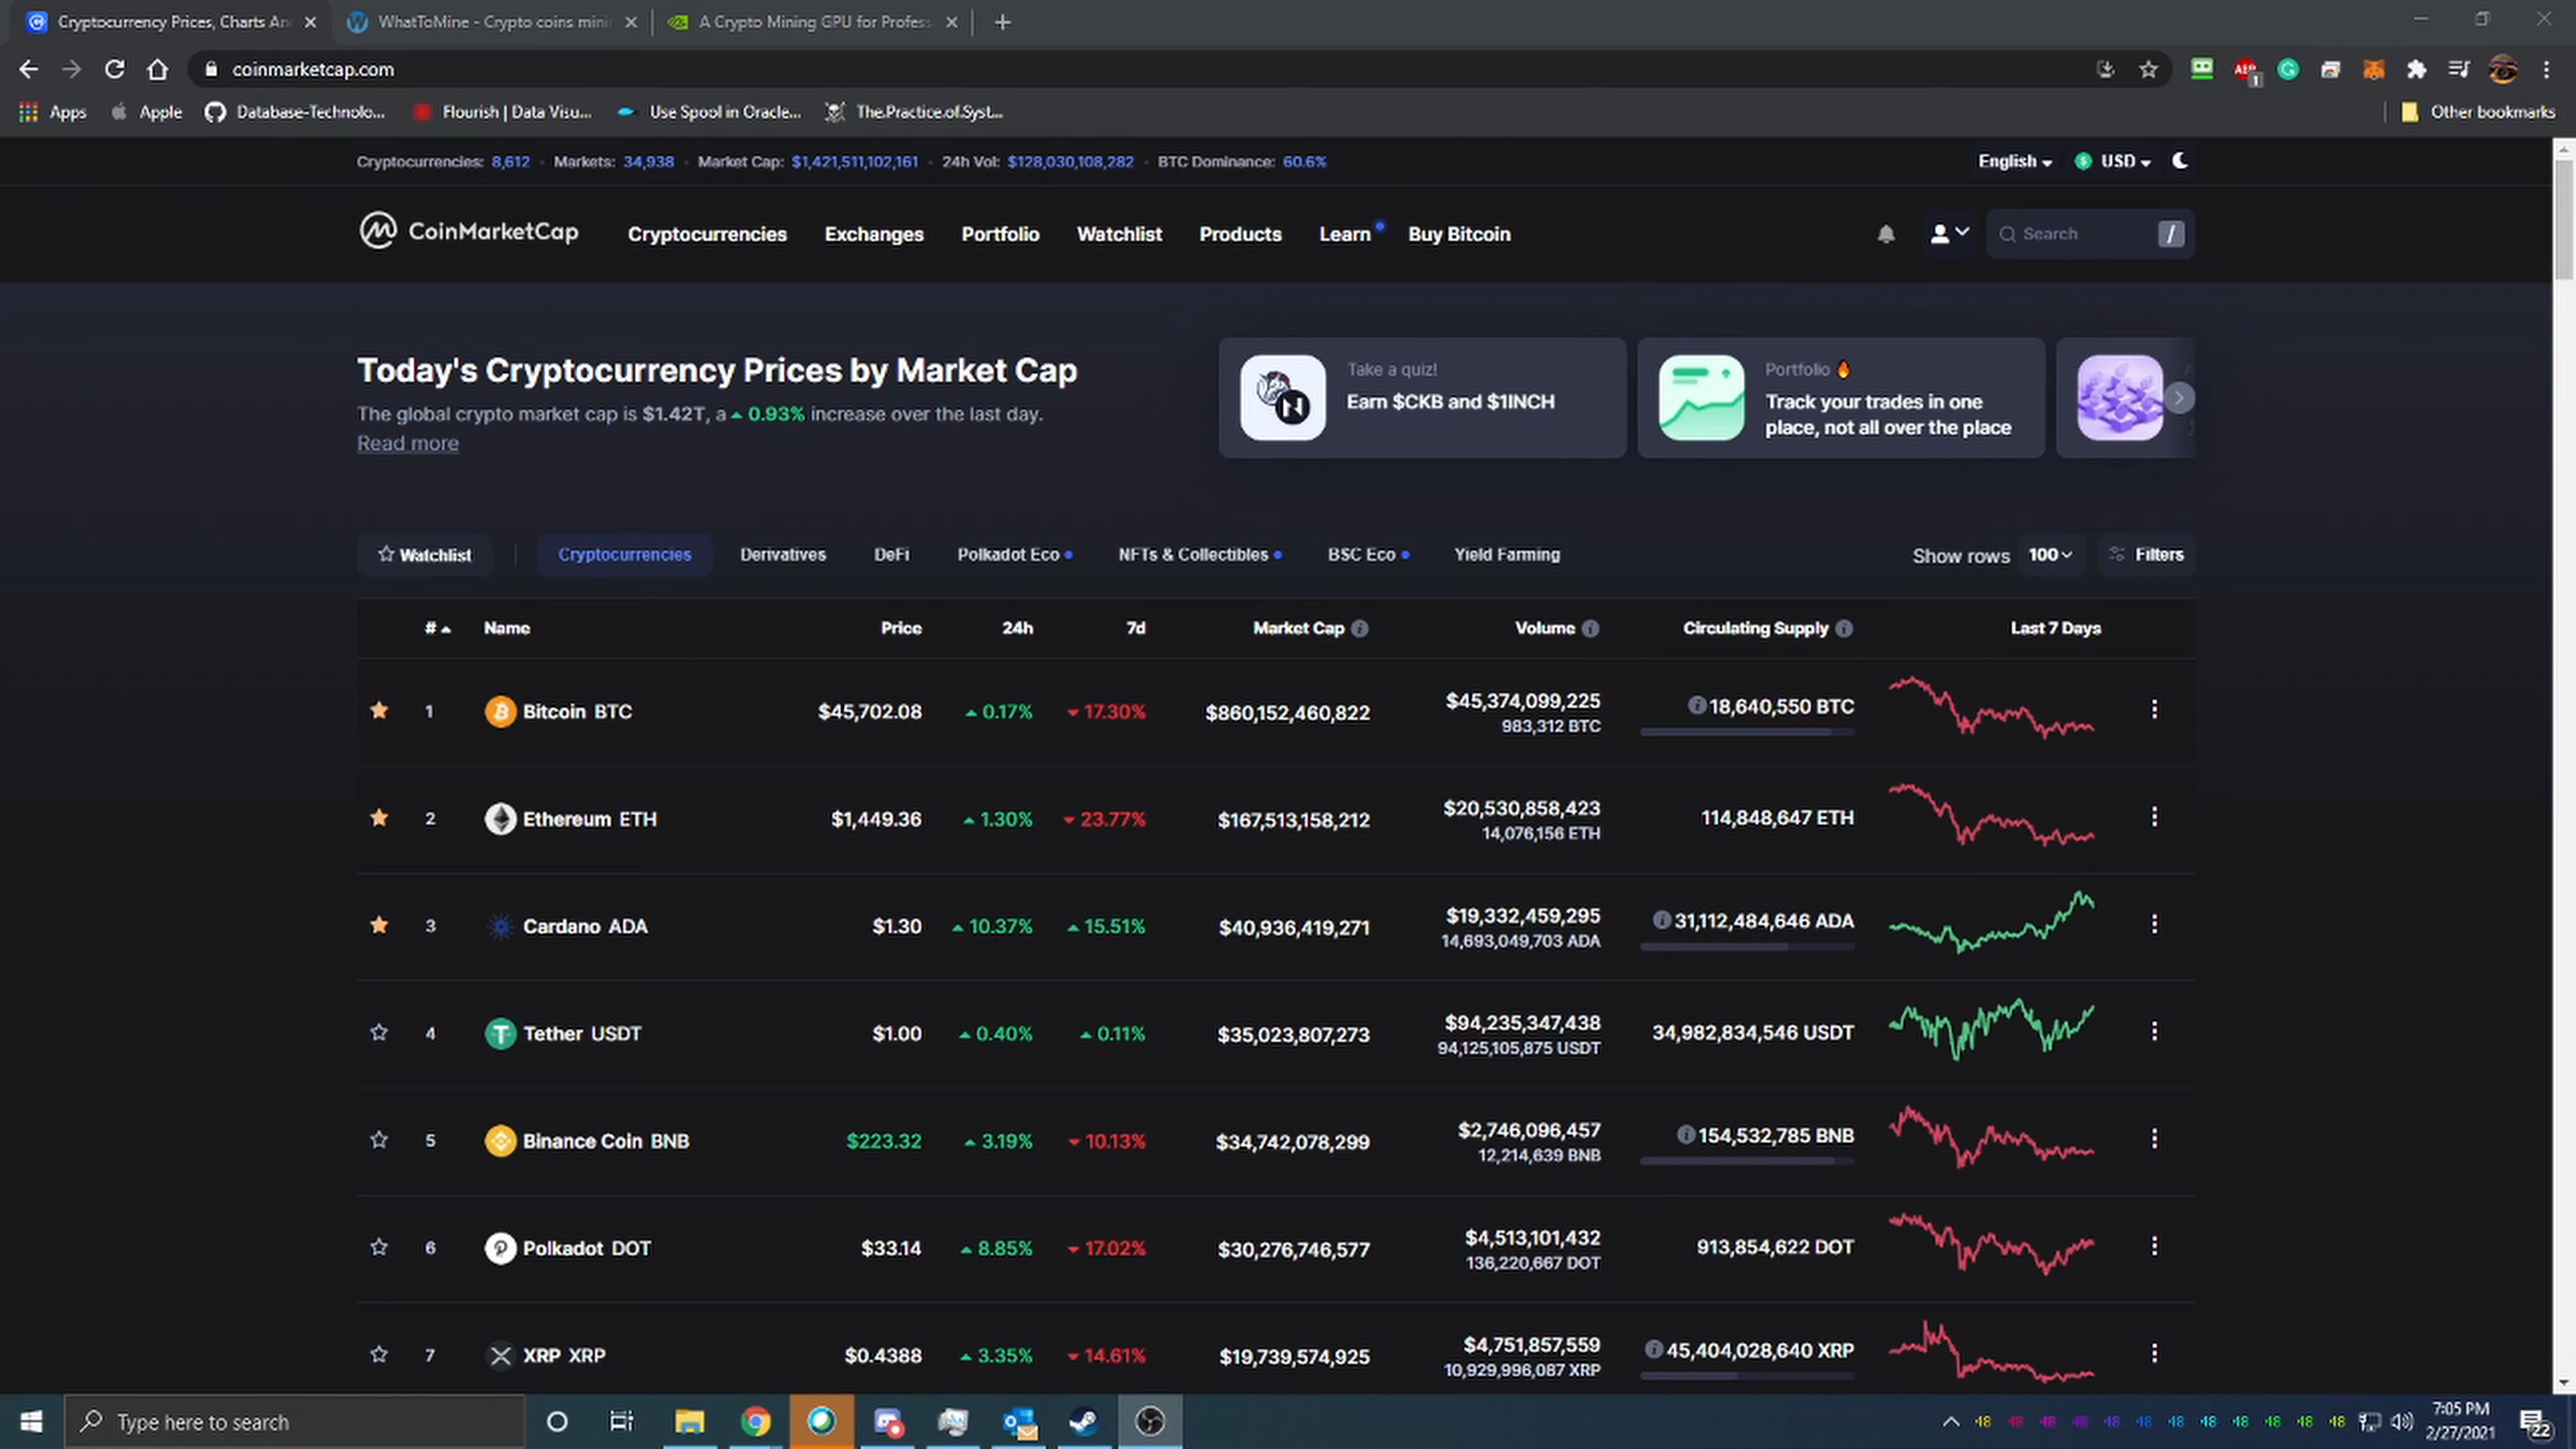 Cryptocurrency Prices, Charts An
WhatToMine - Crypto coins mini
A Crypto Mining GPU for Profess
coinmarketcap.com
1
Apps
Apple
Database-Technolo...
Flourish | Data Visu...
Use Spool in Oracle...
The.Practice.of.Syst...
Other bookmarks
Cryptocurrencies: 8,612 Markets: 34,938 Market Cap: $1,421,511,102,161 24h Vol: $128,030,108,282 BTC Dominance: 60.6%
English USD
CoinMarketCap
Cryptocurrencies Exchanges Portfolio Watchlist Products Learn Buy Bitcoin
Search /
Today's Cryptocurrency Prices by Market Cap
The global crypto market cap is $1.42T, a 0.93% increase over the last day.
Read more
Take a quiz!
Earn $CKB and $1INCH
Portfolio
Track your trades in one
place, not all over the place
Watchlist Cryptocurrencies Derivatives DeFi Polkadot Eco NFTs & Collectibles BSC Eco Yield Farming
Show rows 100 Filters
# Name Price 24h 7d Market Cap Volume Circulating Supply Last 7 Days
1 Bitcoin BTC $45,702.08 0.17% 17.30% $860,152,460,822 $45,374,099,225 18,640,550 BTC
983,312 BTC
2 Ethereum ETH $1,449.36 1.30% 23.77% $167,513,158,212 $20,530,858,423 114,848,647 ETH
14,076,156 ETH
3 Cardano ADA $1.30 10.37% 15.51% $40,936,419,271 $19,332,459,295 31,112,484,646 ADA
14,693,049,703 ADA
4 Tether USDT $1.00 0.40% 0.11% $35,023,807,273 $94,235,347,438 34,982,834,546 USDT
94,125,105,875 USDT
5 Binance Coin BNB $223.32 3.19% 10.13% $34,742,078,299 $2,746,096,457 154,532,785 BNB
12,214,639 BNB
6 Polkadot DOT $33.14 8.85% 17.02% $30,276,746,577 $4,513,101,432 913,854,622 DOT
136,220,667 DOT
7 XRP XRP $0.4388 3.35% 14.61% $19,739,574,925 $4,751,857,559 45,404,028,640 XRP
10,929,996,087 XRP
Type here to search
48 48 48 48 48 48 48 48 48 48 48 48
7:05 PM
2/27/2021
22